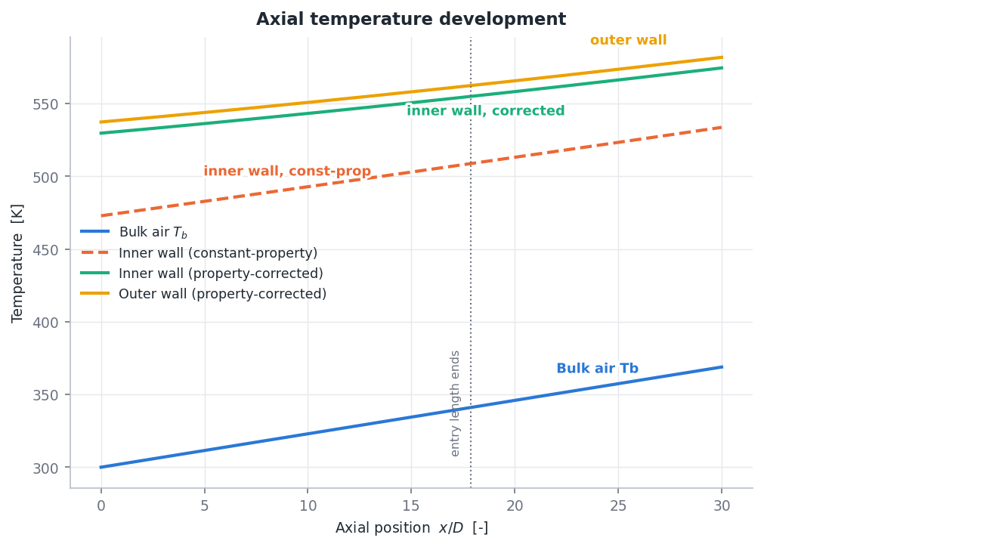 Axial temperature development
outer wall
550
inner wall, corrected
500
inner wall, const-prop
Temperature [K]
Bulk air T_b
450
Inner wall (constant-property)
Inner wall (property-corrected)
Outer wall (property-corrected)
400
entry length ends
Bulk air Tb
350
300
0 5 10 15 20 25 30
Axial position x/D [-]